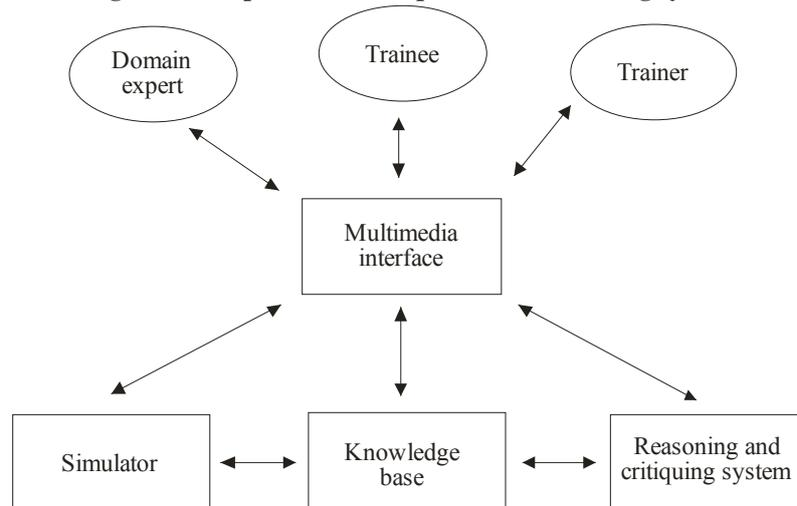 Domain
expert
Trainee
Trainer
Multimedia
interface
Simulator
Knowledge
base
Reasoning and
critiquing system